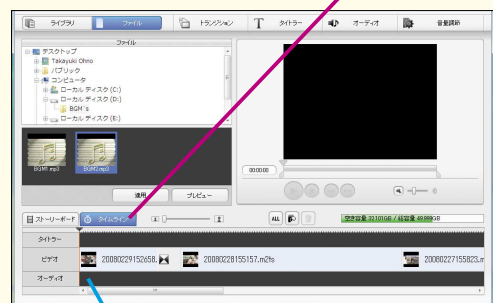 ライブラリ ファイル トランジション タイトラー オーディオ 音量調節
ファイル
デスクトップ
Takayuki Ohno
パブリック
コンピュータ
ローカル ディスク (C:)
ローカル ディスク (D:)
BGM's
ローカル ディスク (E:)
BGM1.mp3 BGM2.mp3
適用 プレビュー
00:00:00
ストーリーボード タイムライン ALL 空き容量 32.101GB / 総容量 49.999GB
タイトラー
ビデオ 20080229152658. 20080228155157.m2ts 20080227155823.m
オーディオ